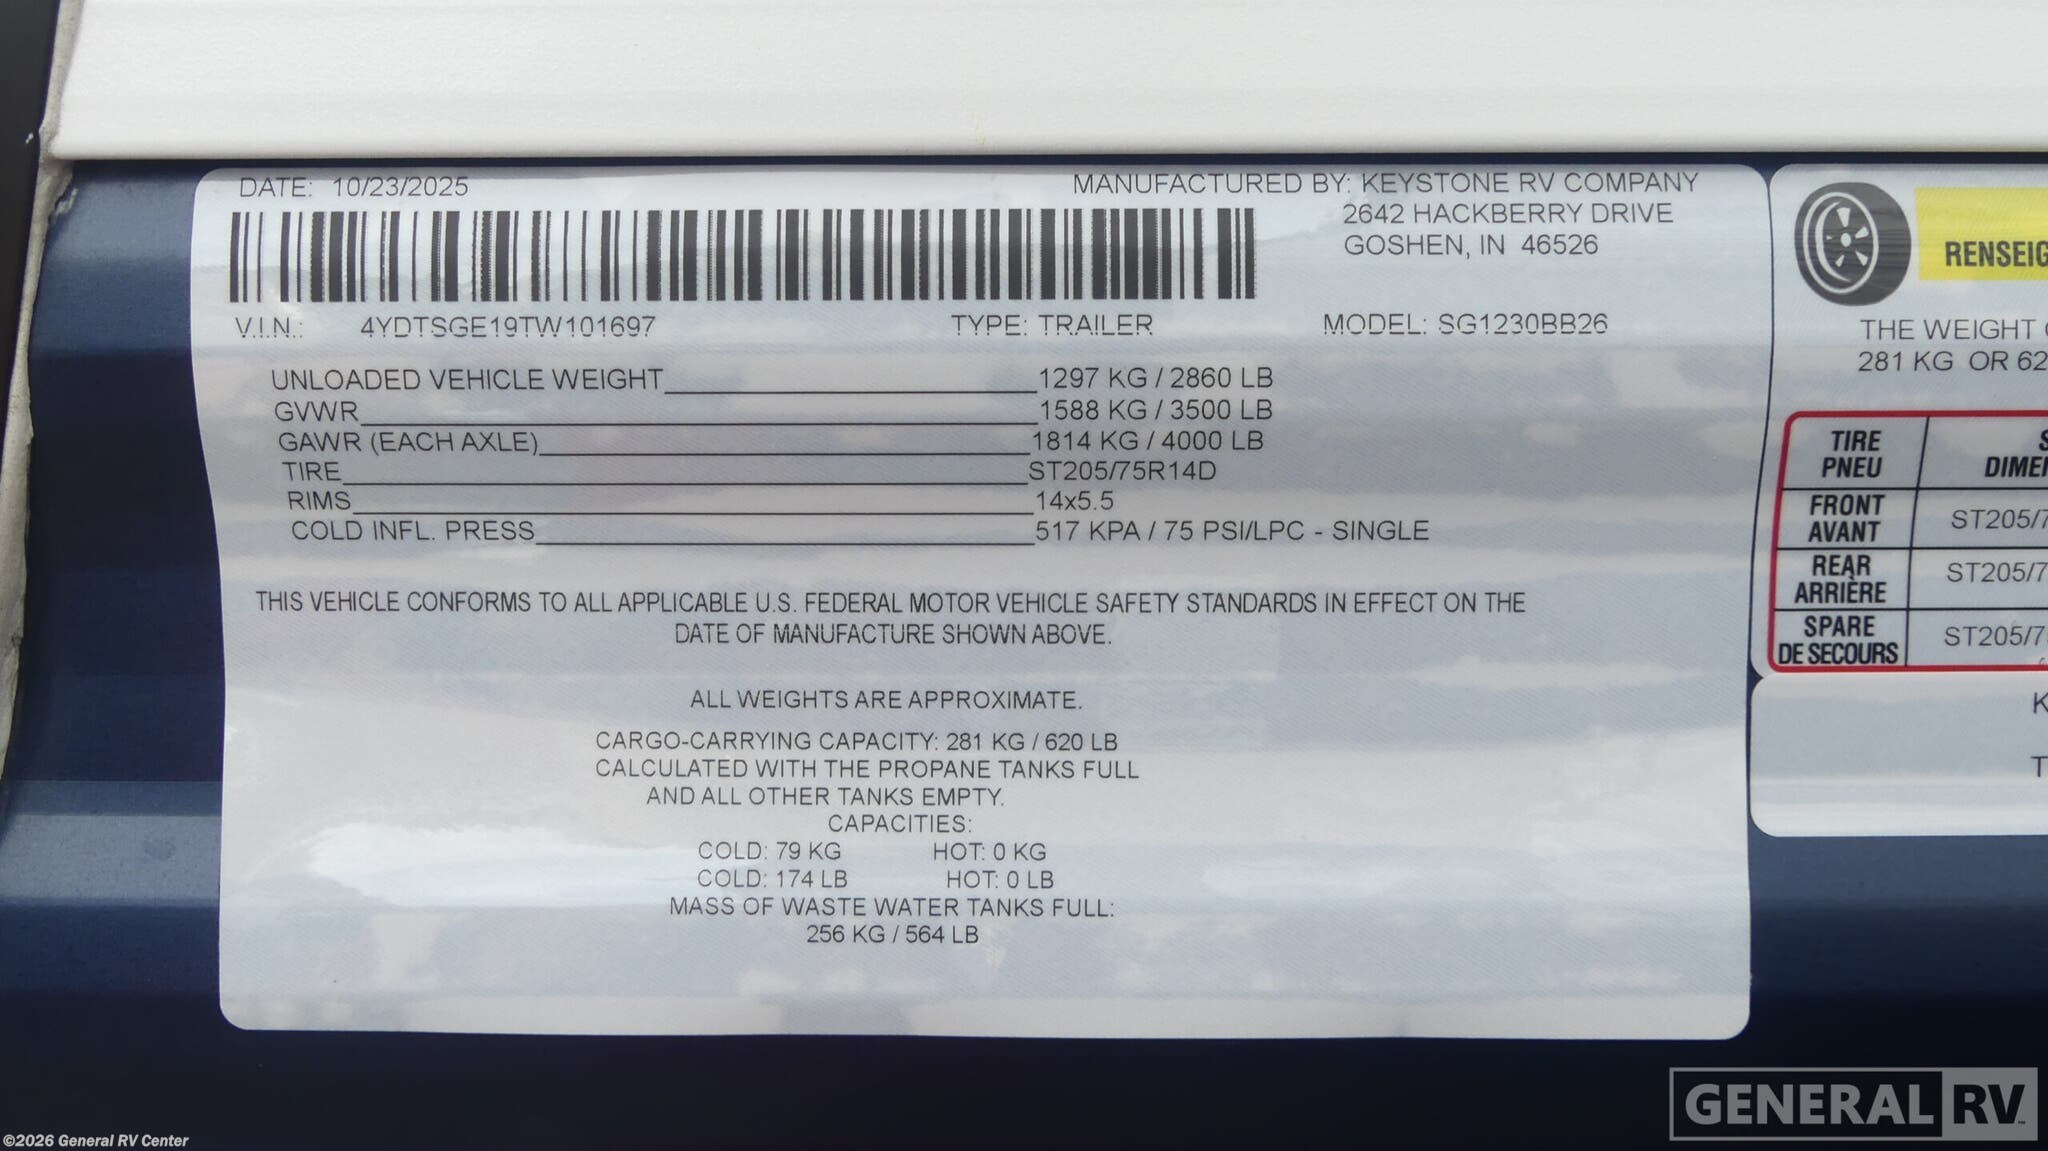 DATE: 10/23/2025
MANUFACTURED BY: KEYSTONE RV COMPANY
2642 HACKBERRY DRIVE
GOSHEN, IN 46526
V.I.N.: 4YDTSGE19TW101697 TYPE: TRAILER MODEL: SG1230BB26
UNLOADED VEHICLE WEIGHT 1297 KG / 2860 LB
GVWR 1588 KG / 3500 LB
GAWR (EACH AXLE) 1814 KG / 4000 LB
TIRE ST205/75R14D
RIMS 14x5.5
COLD INFL. PRESS 517 KPA / 75 PSI/LPC - SINGLE
THIS VEHICLE CONFORMS TO ALL APPLICABLE U.S. FEDERAL MOTOR VEHICLE SAFETY STANDARDS IN EFFECT ON THE
DATE OF MANUFACTURE SHOWN ABOVE.
ALL WEIGHTS ARE APPROXIMATE.
CARGO-CARRYING CAPACITY: 281 KG / 620 LB
CALCULATED WITH THE PROPANE TANKS FULL
AND ALL OTHER TANKS EMPTY.
CAPACITIES:
COLD: 79 KG HOT: 0 KG
COLD: 174 LB HOT: 0 LB
MASS OF WASTE WATER TANKS FULL:
256 KG / 564 LB
RENSEIG
THE WEIGHT
281 KG OR 62
TIRE
PNEU DIME
FRONT
AVANT ST205/7
REAR
ARRIÈRE ST205/7
SPARE
DE SECOURS ST205/7
K
T
GENERAL RV
©2026 General RV Center